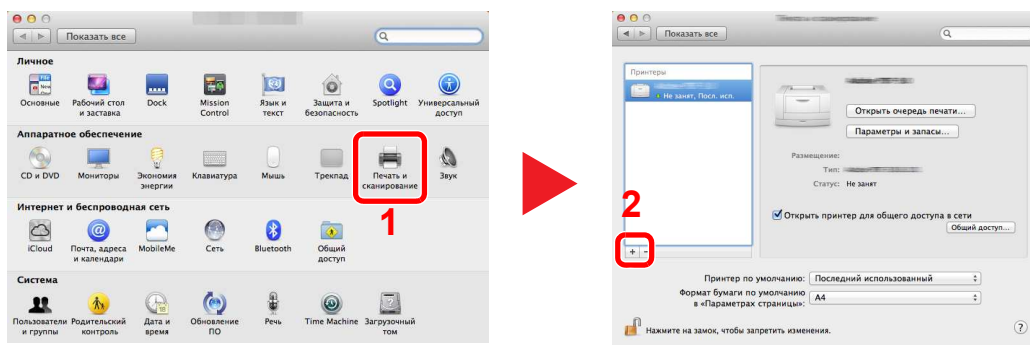 Показать все
Личное
Основные
Рабочий стол
и заставка
Dock
Mission
Control
Язык и
текст
Защита и
безопасность
Spotlight
Универсальный
доступ
Аппаратное обеспечение
CD и DVD
Мониторы
Экономия
энергии
Клавиатура
Мышь
Трекпад
Печать и
сканирование
Звук
1
Интернет и беспроводная сеть
iCloud
Почта, адреса
и календари
MobileMe
Сеть
Bluetooth
Общий
доступ
Система
Пользователи
и группы
Родительский
контроль
Дата и
время
Обновление
ПО
Речь
Time Machine
Загрузочный
том
Показать все
Принтеры
Не занят, Посл. исп.
Открыть очередь печати...
Параметры и запасы...
Размещение:
Тип:
Статус: Не занят
2
Открыть принтер для общего доступа в сети
Общий доступ...
+ −
Принтер по умолчанию: Последний использованный
Формат бумаги по умолчанию
в «Параметрах страницы»: A4
Нажмите на замок, чтобы запретить изменения.
?